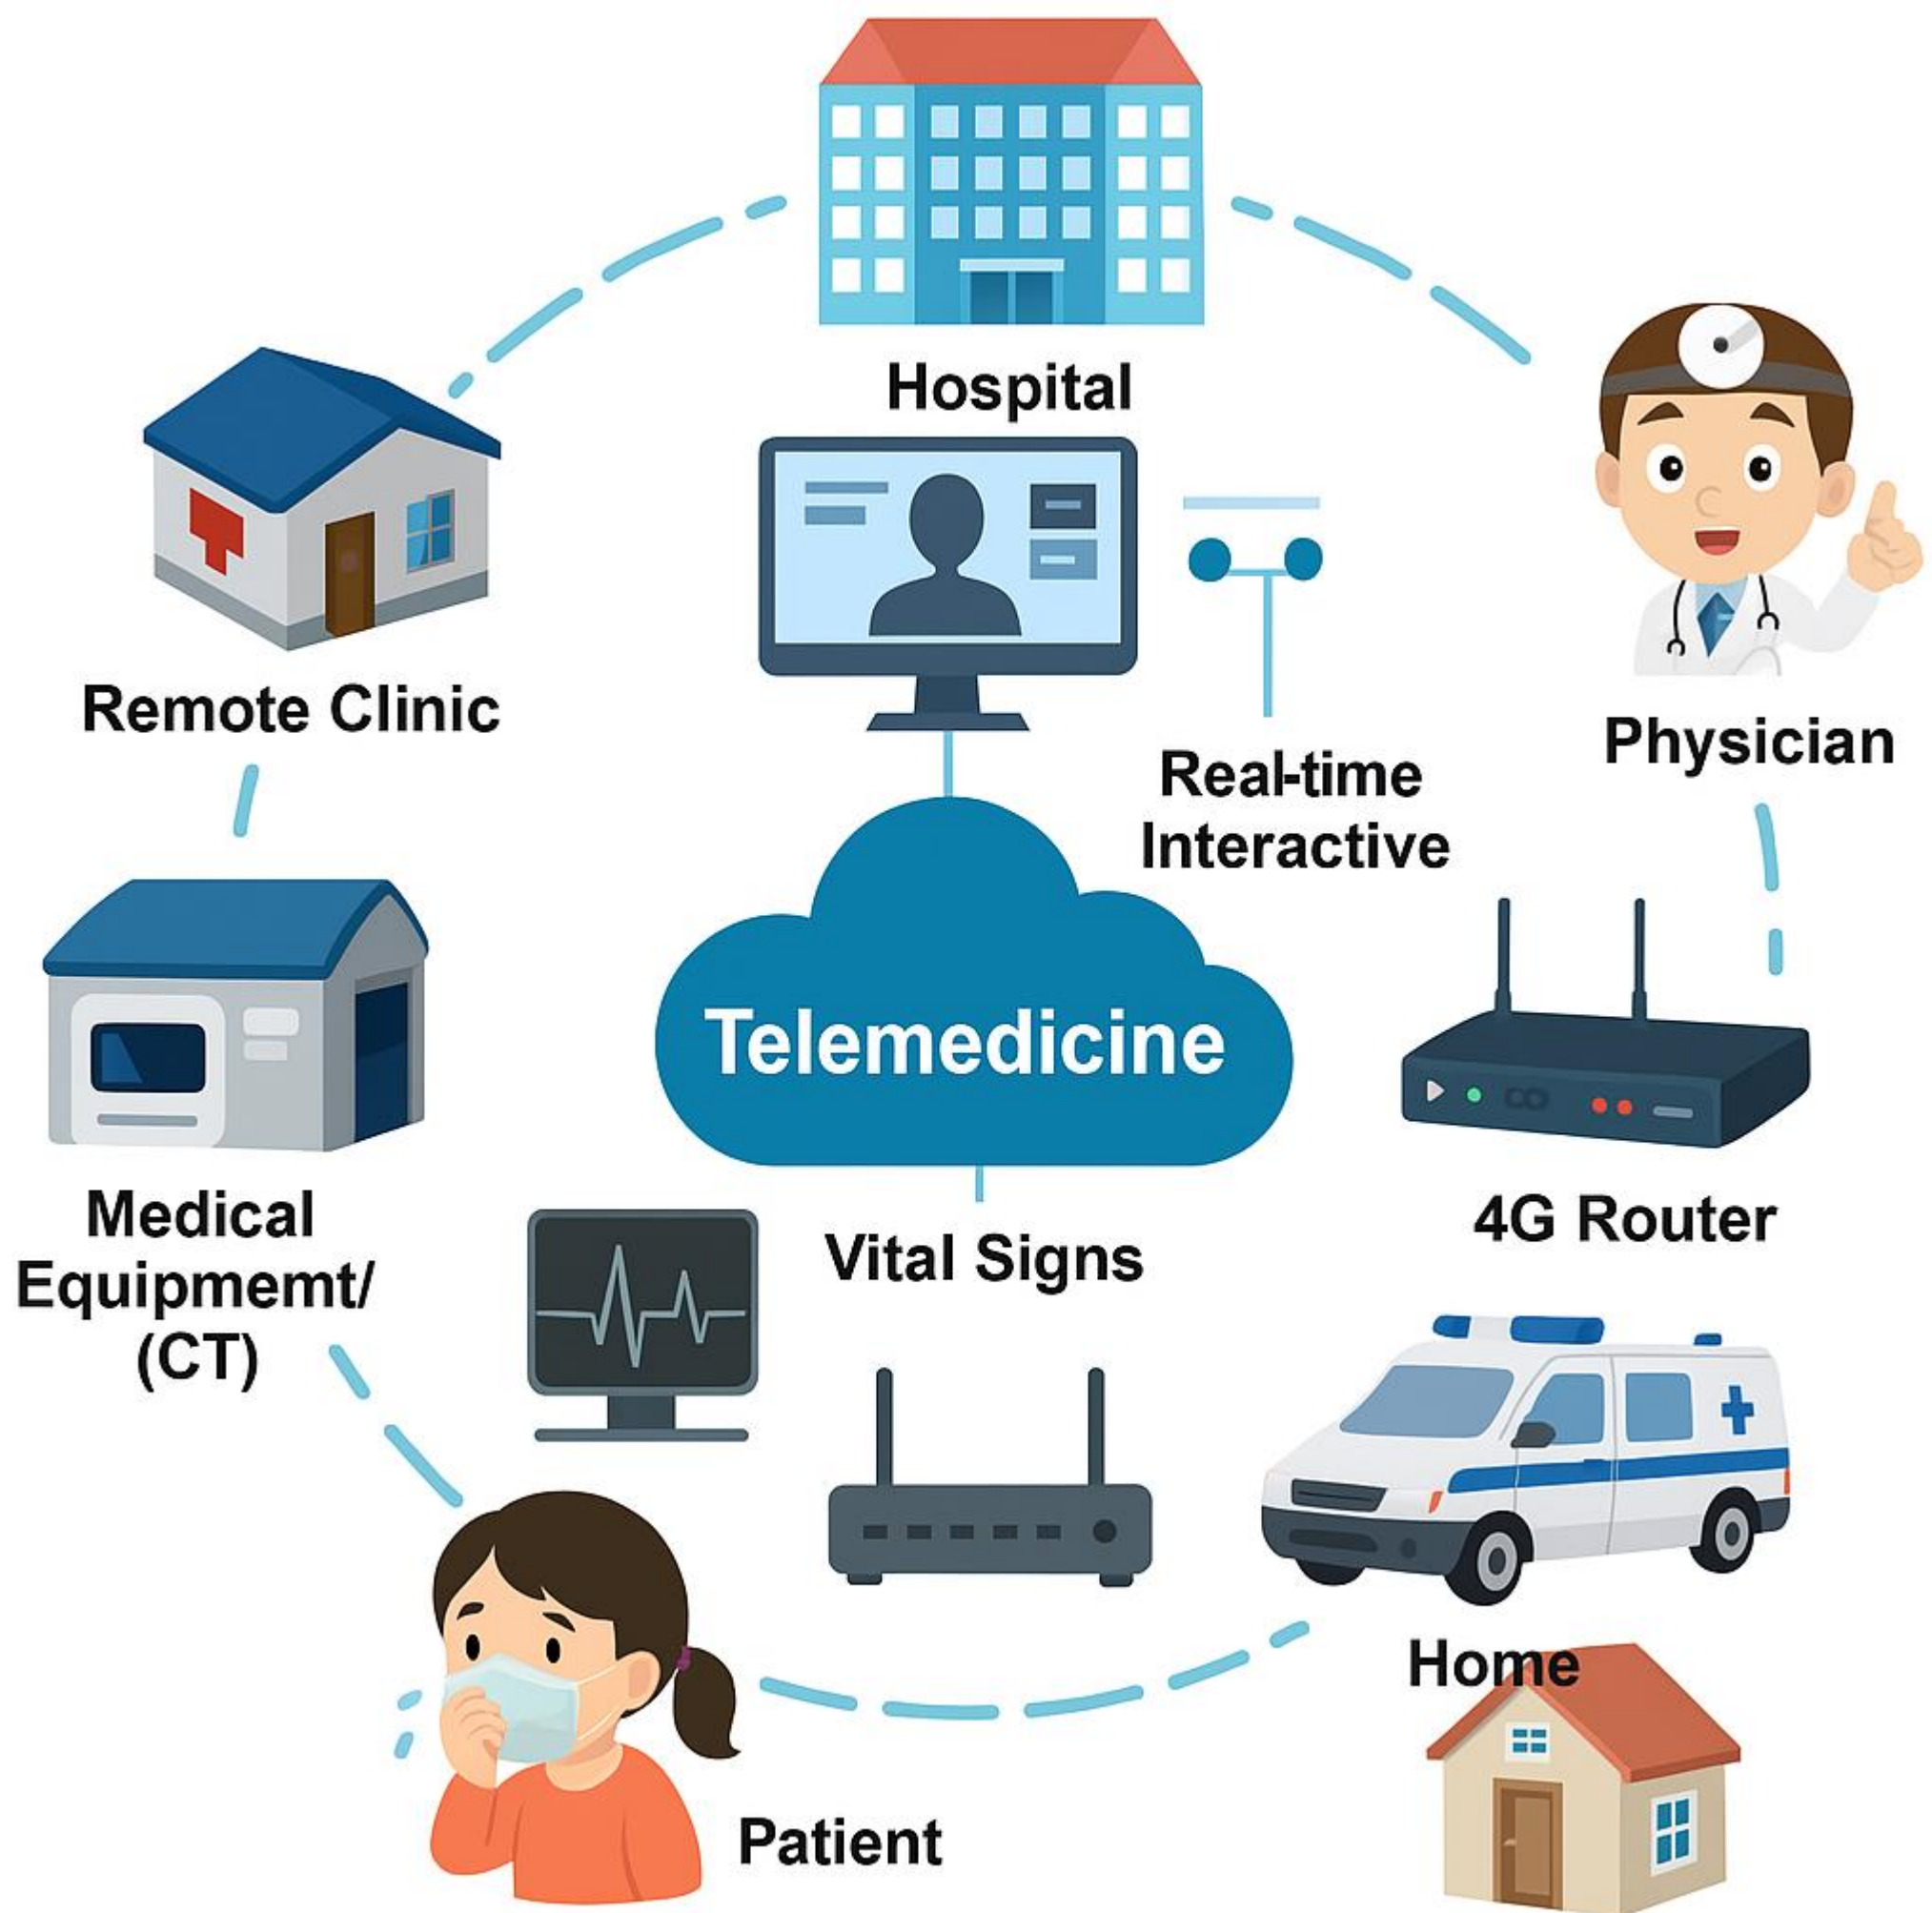 Hospital
Remote Clinic
Physician
Real-time
Interactive
Telemedicine
Medical
Equipmemt/
(CT)
4G Router
Vital Signs
Home
Patient